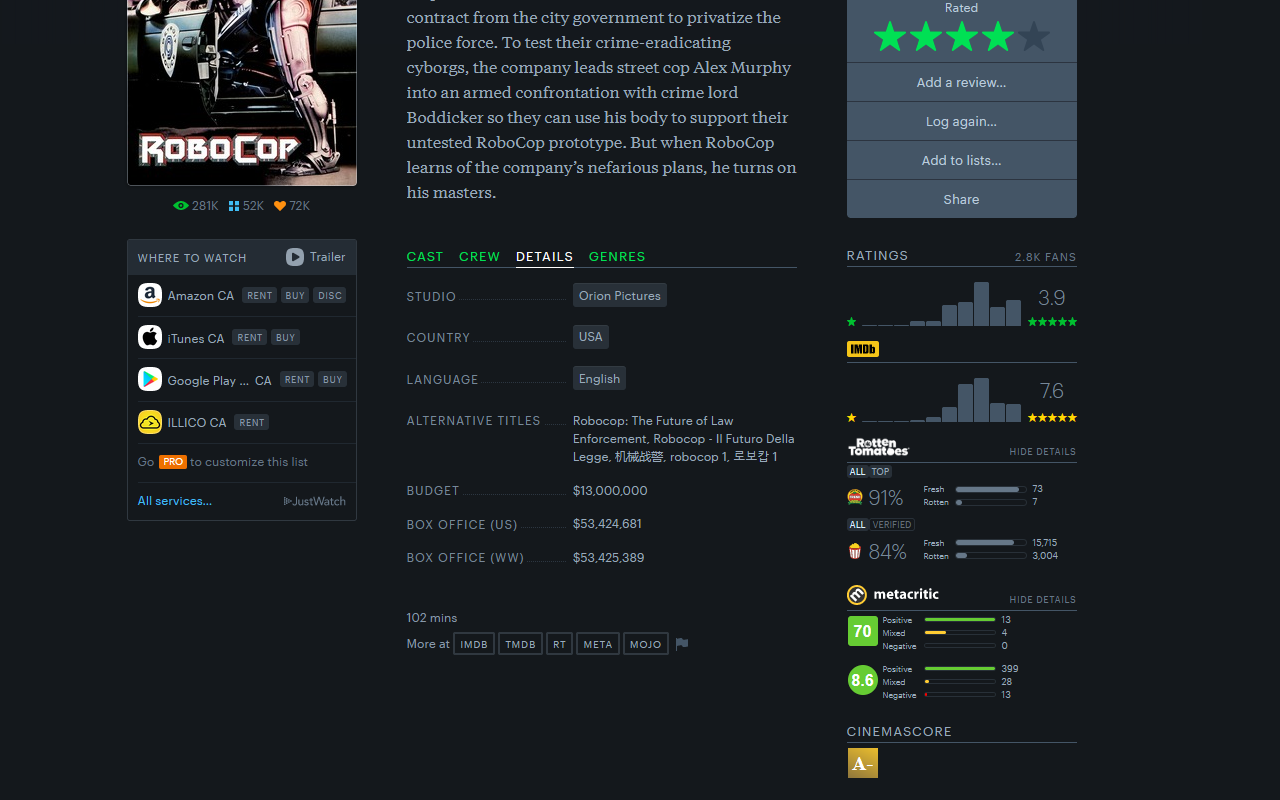 ROBOCOP
281K 52K 72K
WHERE TO WATCH Trailer
Amazon CA RENT BUY DISC
iTunes CA RENT BUY
Google Play ... CA RENT BUY
ILLICO CA RENT
Go PRO to customize this list
All services... JustWatch
contract from the city government to privatize the
police force. To test their crime-eradicating
cyborgs, the company leads street cop Alex Murphy
into an armed confrontation with crime lord
Boddicker so they can use his body to support their
untested RoboCop prototype. But when RoboCop
learns of the company’s nefarious plans, he turns on
his masters.
CAST CREW DETAILS GENRES
STUDIO Orion Pictures
COUNTRY USA
LANGUAGE English
ALTERNATIVE TITLES Robocop: The Future of Law
Enforcement, Robocop - Il Futuro Della
Legge, 机械战警, robocop 1, 로보캅 1
BUDGET $13,000,000
BOX OFFICE (US) $53,424,681
BOX OFFICE (WW) $53,425,389
102 mins
More at IMDB TMDB RT META MOJO
Rated
Add a review...
Log again...
Add to lists...
Share
RATINGS 2.8K FANS
3.9
IMDb
7.6
Rotten
Tomatoes HIDE DETAILS
ALL TOP
91% Fresh 73
Rotten 7
ALL VERIFIED
84% Fresh 15,715
Rotten 3,004
metacritic HIDE DETAILS
70 Positive 13
Mixed 4
Negative 0
8.6 Positive 399
Mixed 28
Negative 13
CINEMASCORE
A-